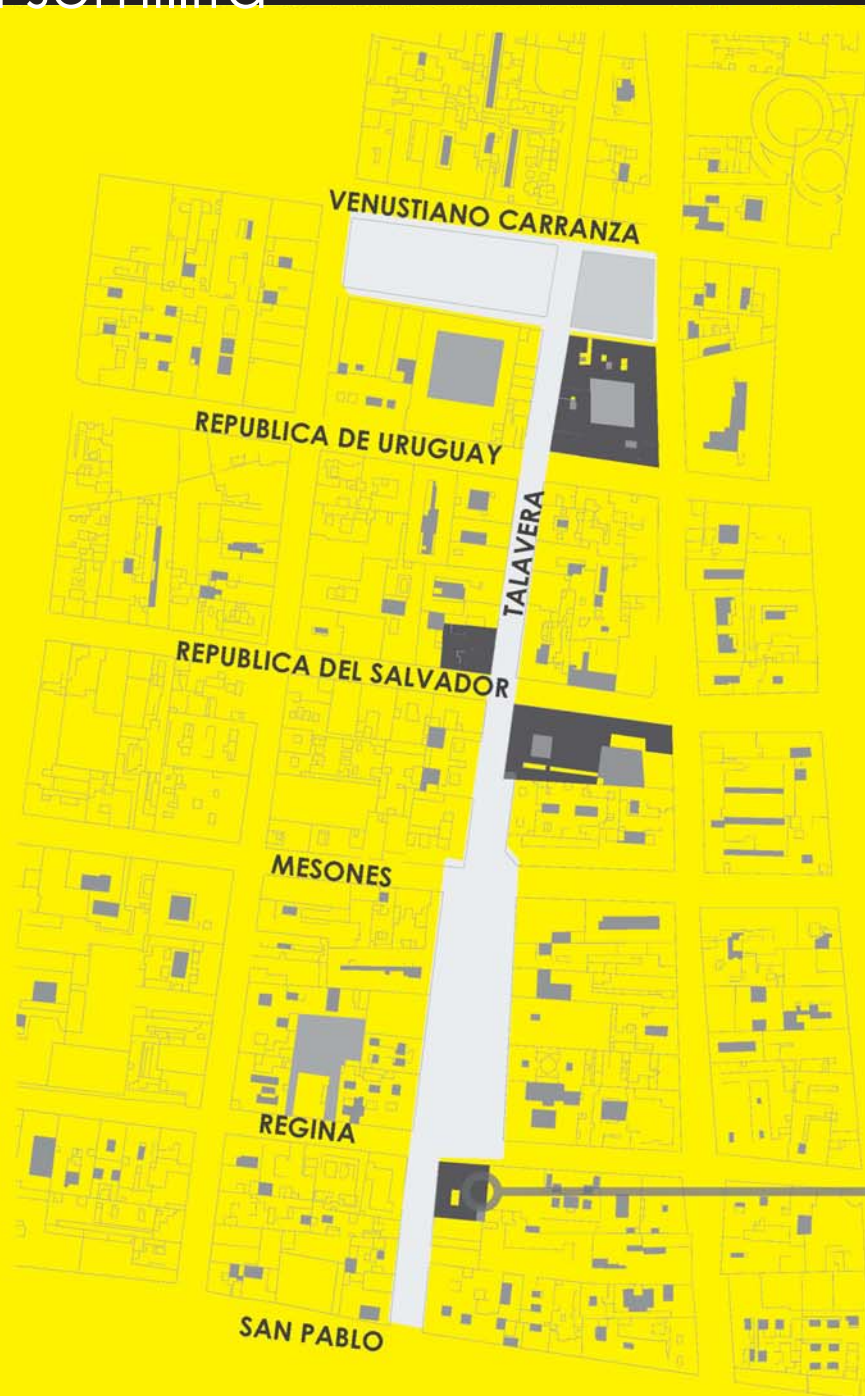 VENUSTIANO CARRANZA
REPUBLICA DE URUGUAY
TALAVERA
REPUBLICA DEL SALVADOR
MESONES
REGINA
SAN PABLO